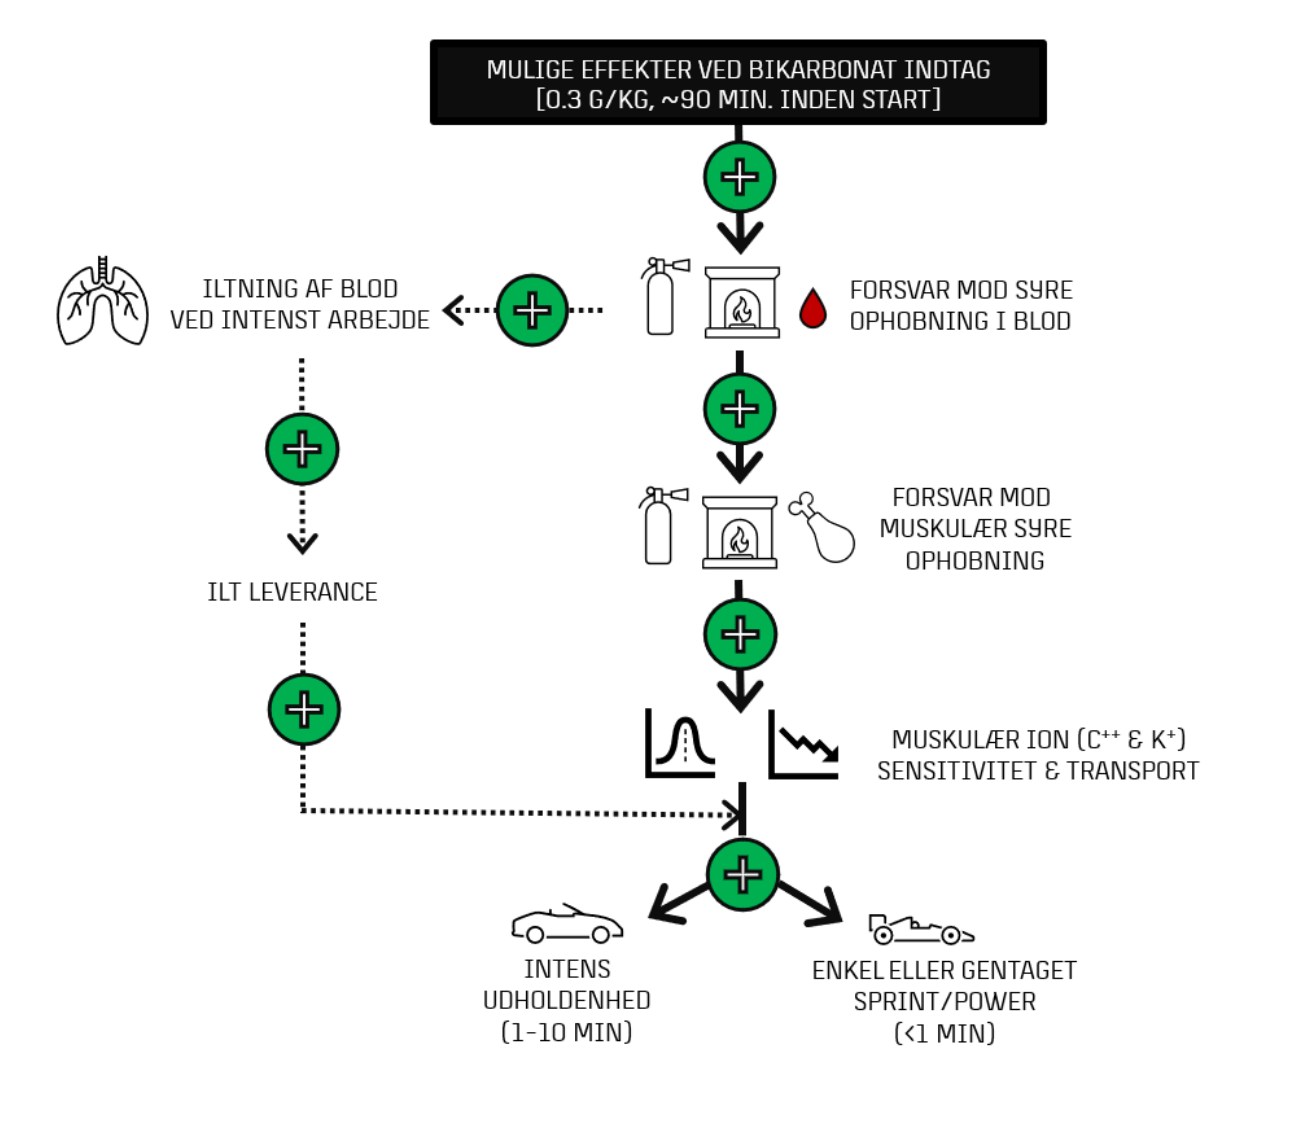 MULIGE EFFEKTER VED BIKARBONAT INDTAG
[0.3 G/KG, ~90 MIN. INDEN START]
ILTNING AF BLOD
VED INTENST ARBEJDE
FORSVAR MOD SYRE
OPHOBNING I BLOD
FORSVAR MOD
MUSKULÆR SYRE
OPHOBNING
ILT LEVERANCE
MUSKULÆR ION (C⁺⁺ & K⁺)
SENSITIVITET & TRANSPORT
INTENS
UDHOLDENHED
(1-10 MIN)
ENKEL ELLER GENTAGET
SPRINT/POWER
(<1 MIN)